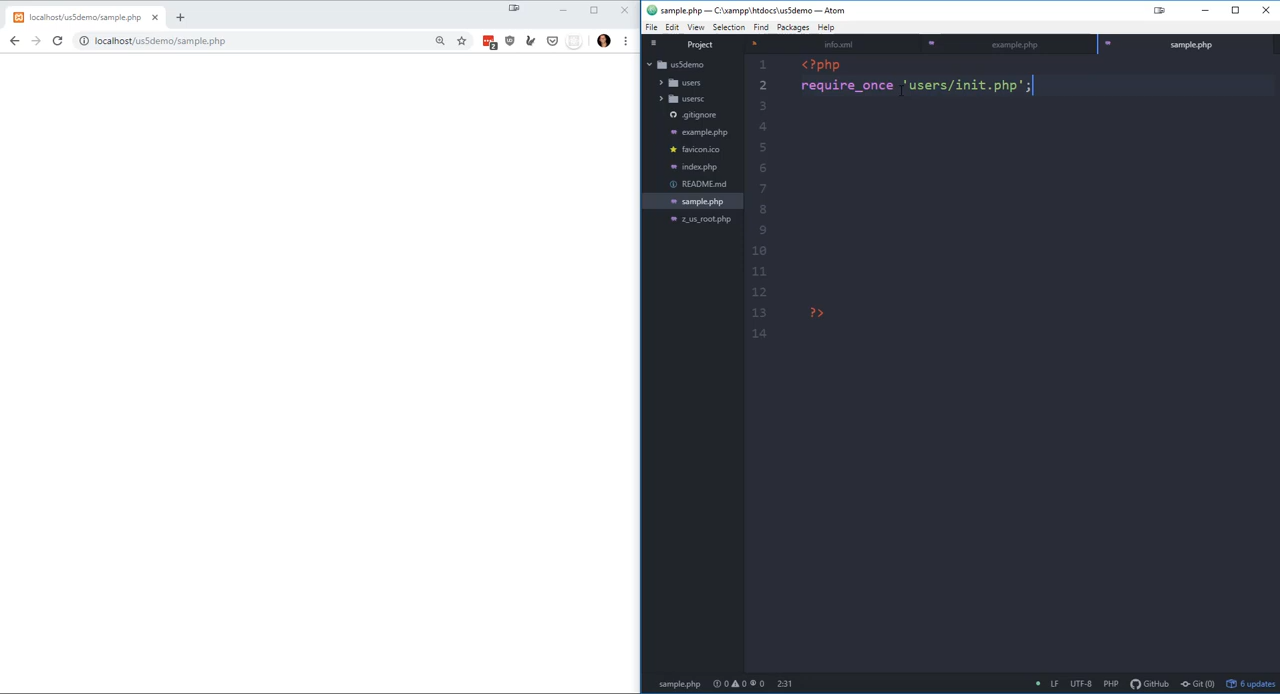 localhost/us5demo/sample.php
localhost/us5demo/sample.php
2
sample.php — C:\xampp\htdocs\us5demo — Atom
File Edit View Selection Find Packages Help
Project
info.xml
example.php
sample.php
us5demo
users
usersc
.gitignore
example.php
favicon.ico
index.php
README.md
sample.php
z_us_root.php
1 <?php
2 require_once 'users/init.php';
3
4
5
6
7
8
9
10
11
12
13 ?>
14
sample.php 0 0 0 2:31
LF UTF-8 PHP GitHub Git (0) 6 updates